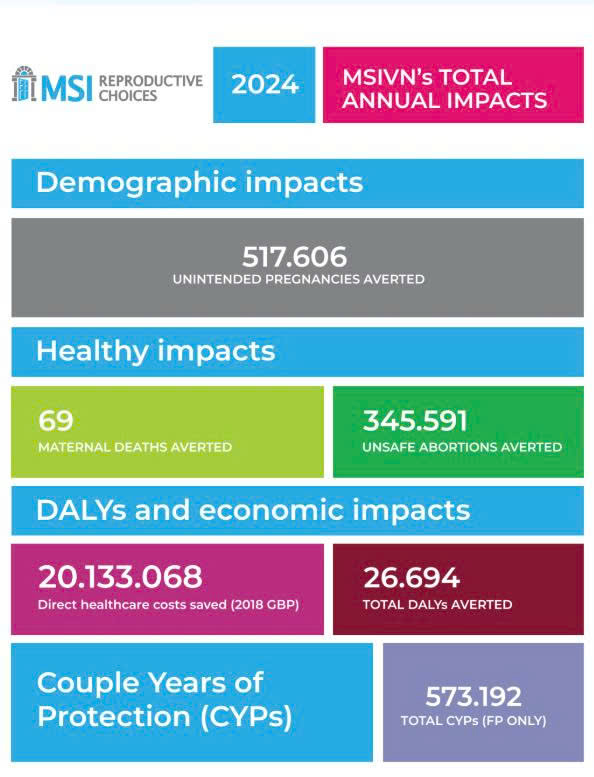 MSI REPRODUCTIVE
CHOICES
2024
MSIVN's TOTAL
ANNUAL IMPACTS
Demographic impacts
517.606
UNINTENDED PREGNANCIES AVERTED
Healthy impacts
69
MATERNAL DEATHS AVERTED
345.591
UNSAFE ABORTIONS AVERTED
DALYs and economic impacts
20.133.068
Direct healthcare costs saved (2018 GBP)
26.694
TOTAL DALYs AVERTED
Couple Years of
Protection (CYPs)
573.192
TOTAL CYPs (FP ONLY)